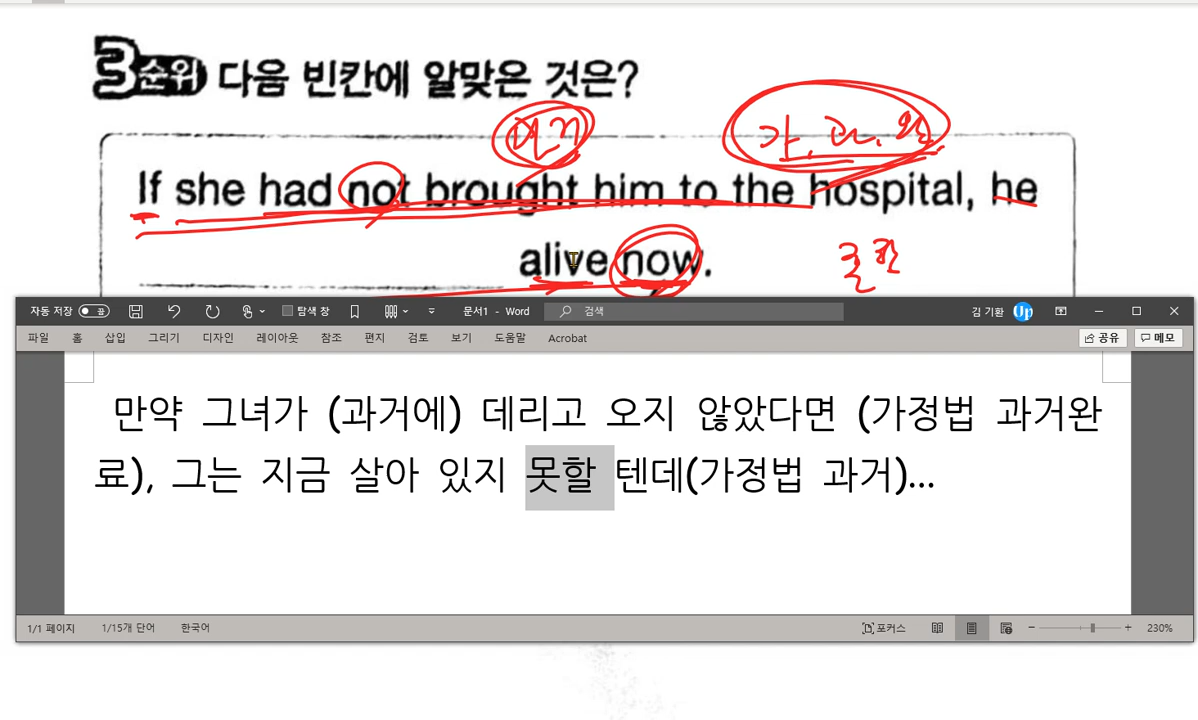 3순위 다음 빈칸에 알맞은 것은?
가, 과, 완
If she had not brought him to the hospital, he
alive now.
자동 저장 끔 탐색 창 문서1 - Word 검색 김 기환 Up
파일 홈 삽입 그리기 디자인 레이아웃 참조 편지 검토 보기 도움말 Acrobat 공유 메모
만약 그녀가 (과거에) 데리고 오지 않았다면 (가정법 과거완
료), 그는 지금 살아 있지 못할 텐데(가정법 과거)...
1/1 페이지 1/15개 단어 한국어 포커스 230%